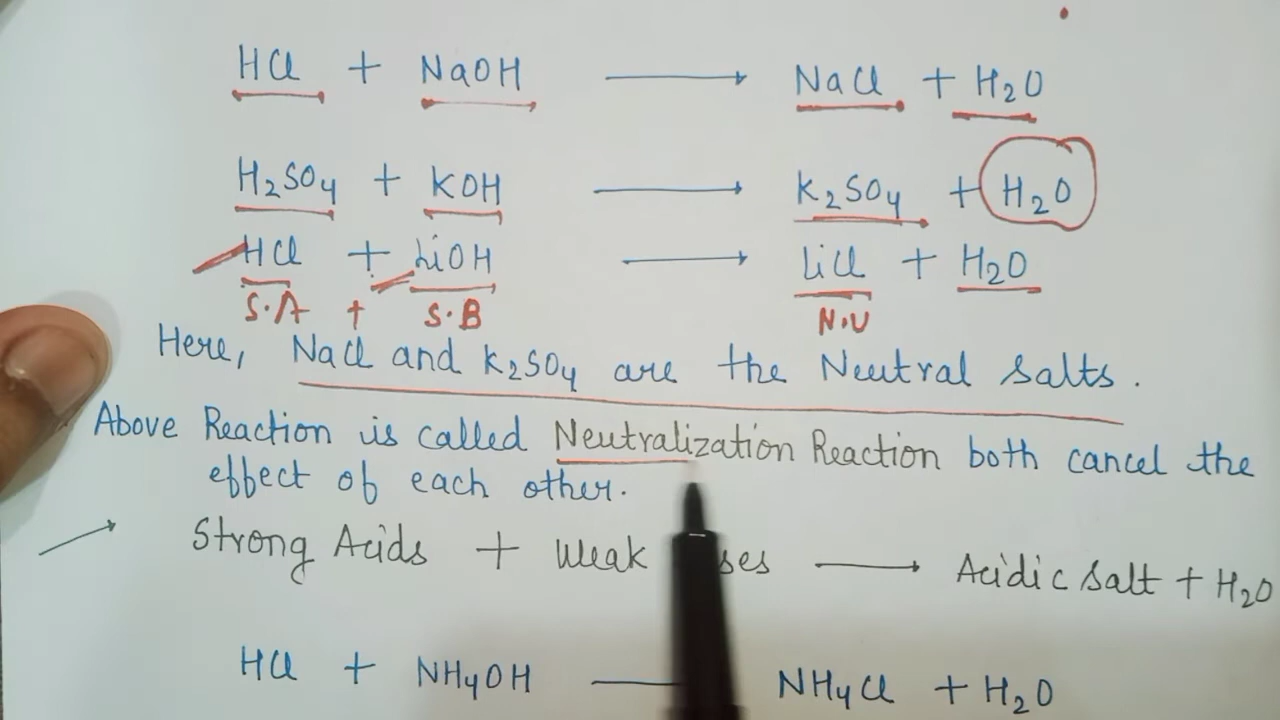 HCl + NaOH ⟶ NaCl + H₂O
H₂SO₄ + KOH ⟶ K₂SO₄ + H₂O
HCl + LiOH ⟶ LiCl + H₂O
S.A + S.B N.U
Here, NaCl and K₂SO₄ are the Neutral salts.
Above Reaction is called Neutralization Reaction both cancel the
effect of each other.
Strong Acids + Weak ⟶ Acidic salt + H₂O
HCl + NH₄OH ⟶ NH₄Cl + H₂O